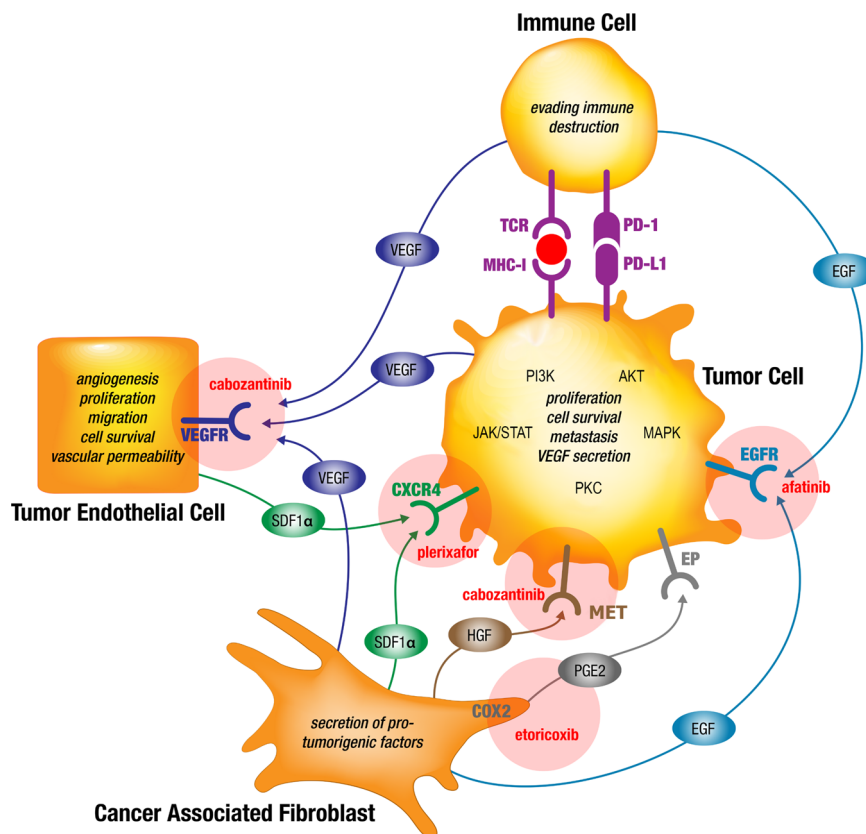 Immune Cell
evading immune
destruction
TCR
PD-1
MHC-I
PD-L1
VEGF
EGF
VEGF
PI3K
AKT
Tumor Cell
proliferation
cell survival
metastasis
VEGF secretion
JAK/STAT
MAPK
PKC
angiogenesis
proliferation
migration
cell survival
vascular permeability
cabozantinib
VEGFR
Tumor Endothelial Cell
EGFR
afatinib
VEGF
CXCR4
plerixafor
SDF1α
EP
cabozantinib
MET
SDF1α
HGF
PGE2
COX2
etoricoxib
EGF
secretion of pro-
tumorigenic factors
Cancer Associated Fibroblast